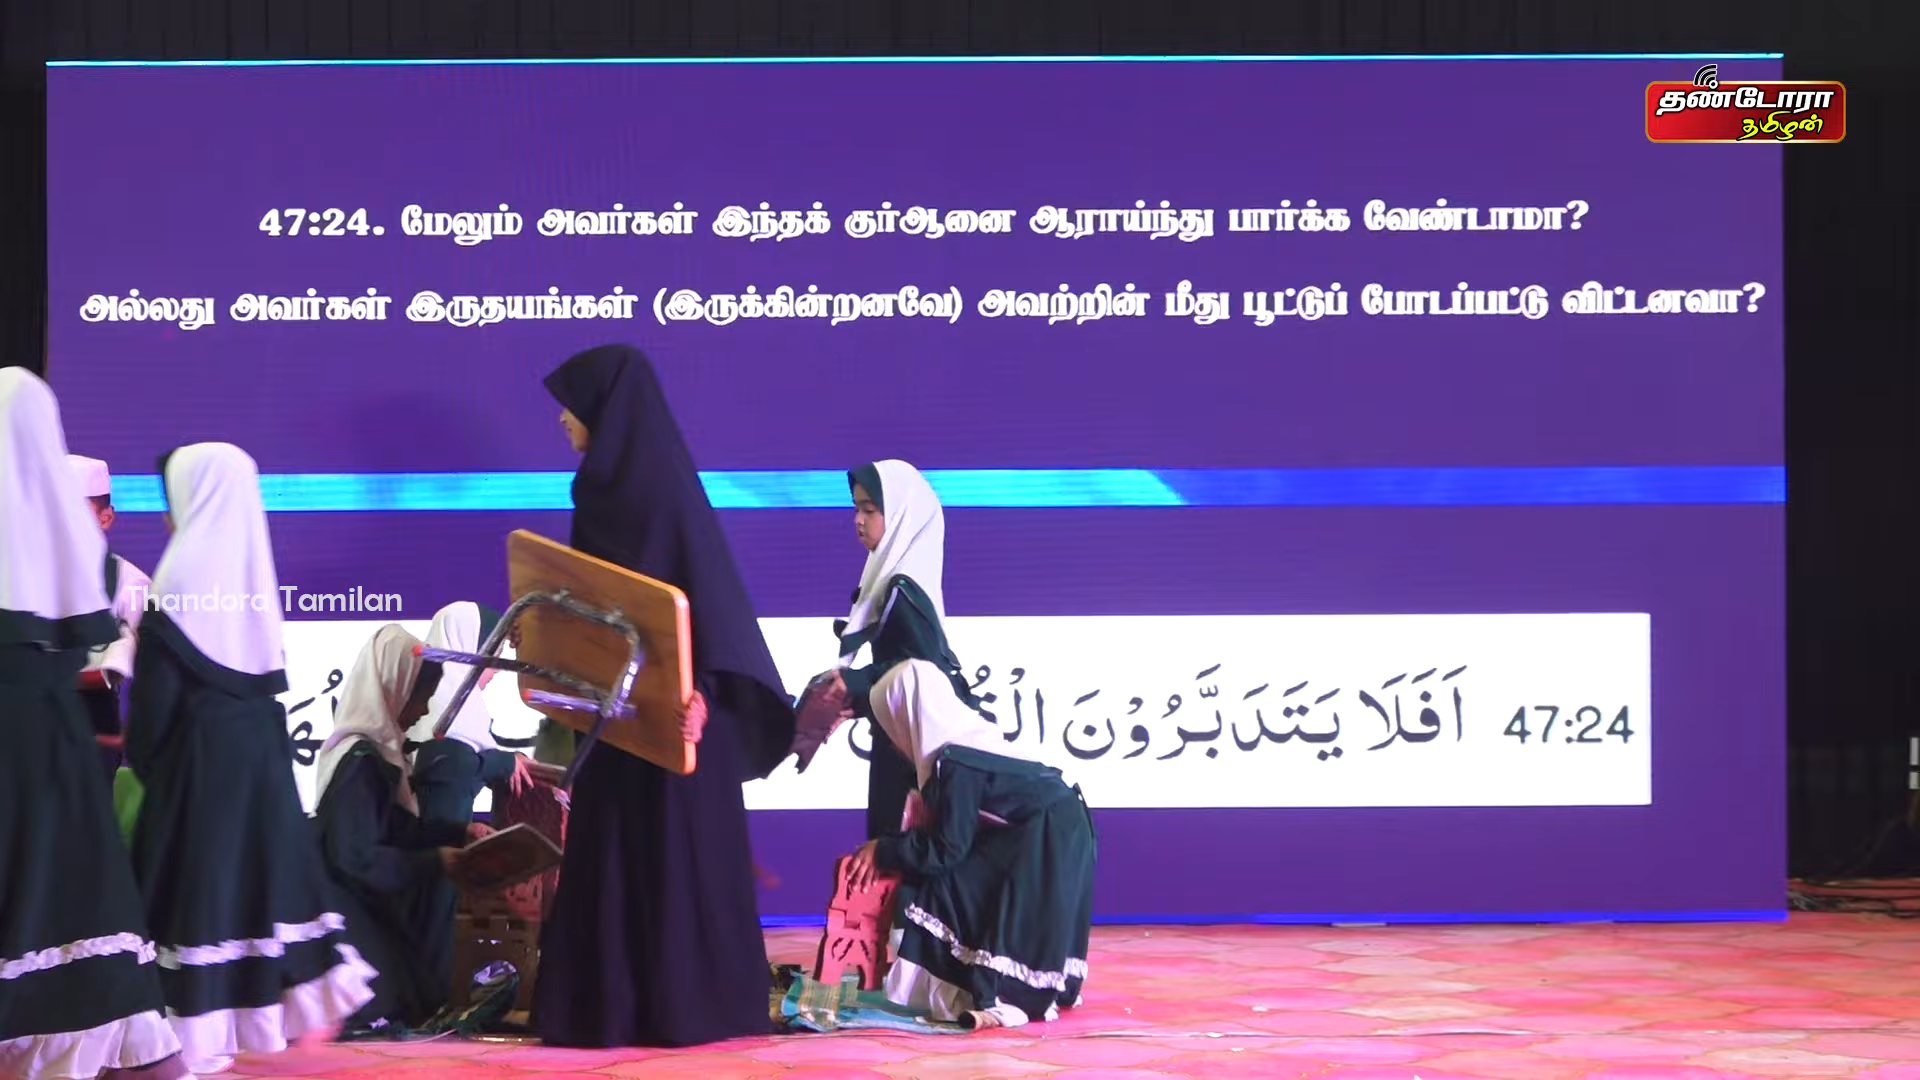 தண்டோரா
தமிழன்
47:24. மேலும் அவர்கள் இந்தக் குர்ஆனை ஆராய்ந்து பார்க்க வேண்டாமா?
அல்லது அவர்கள் இருதயங்கள் (இருக்கின்றனவே) அவற்றின் மீது பூட்டுப் போடப்பட்டு விட்டனவா?
Thandora Tamilan
47:24 اَفَلَا يَتَدَبَّرُوْنَ